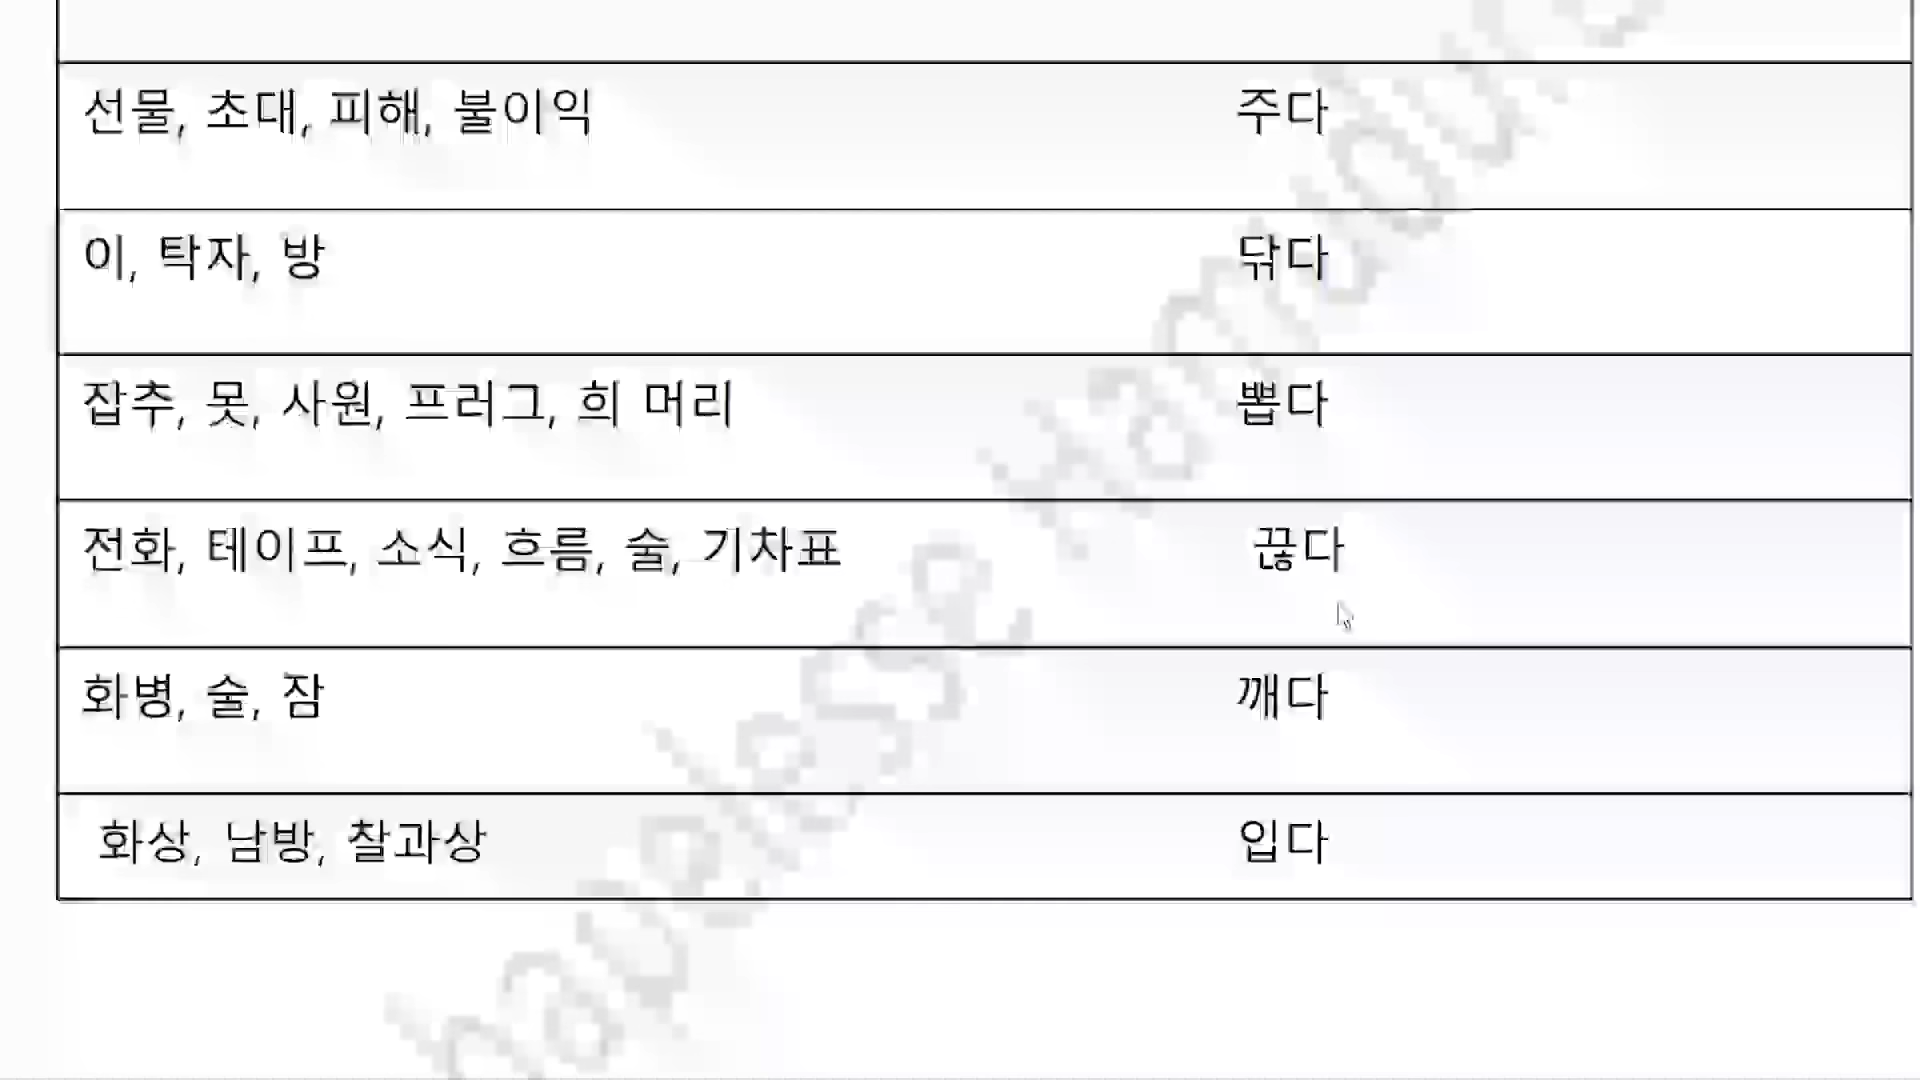 선물, 초대, 피해, 불이익 주다
이, 탁자, 방 닦다
잡추, 못, 사원, 프러그, 희 머리 뽑다
전화, 테이프, 소식, 흐름, 술, 기차표 끊다
화병, 술, 잠 깨다
화상, 남방, 찰과상 입다